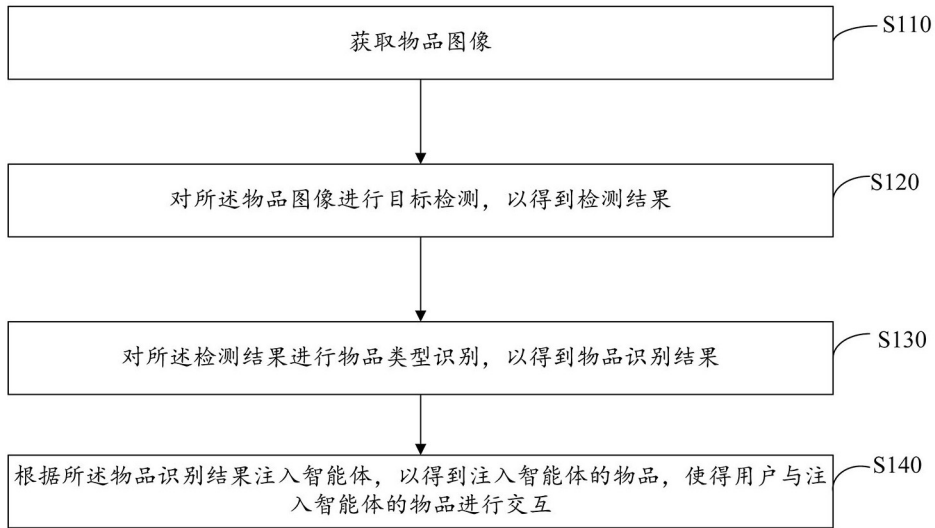 获取物品图像
S110
对所述物品图像进行目标检测，以得到检测结果
S120
对所述检测结果进行物品类型识别，以得到物品识别结果
S130
根据所述物品识别结果注入智能体，以得到注入智能体的物品，使得用户与注
入智能体的物品进行交互
S140